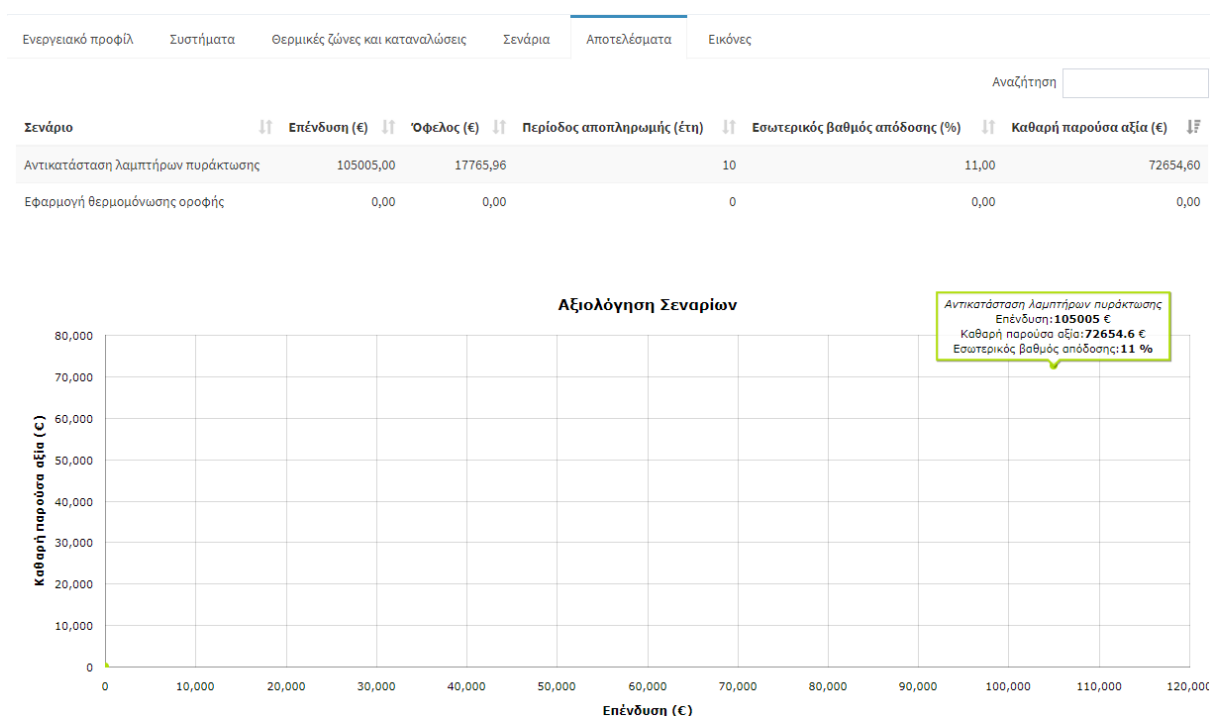 Ενεργειακό προφίλ Συστήματα Θερμικές ζώνες και καταναλώσεις Σενάρια Αποτελέσματα Εικόνες
Αναζήτηση
Σενάριο Επένδυση (€) Όφελος (€) Περίοδος αποπληρωμής (έτη) Εσωτερικός βαθμός απόδοσης (%) Καθαρή παρούσα αξία (€)
Αντικατάσταση λαμπτήρων πυράκτωσης 105005,00 17765,96 10 11,00 72654,60
Εφαρμογή θερμομόνωσης οροφής 0,00 0,00 0 0,00 0,00
Αξιολόγηση Σεναρίων
Αντικατάσταση λαμπτήρων πυράκτωσης
Επένδυση:105005 €
Καθαρή παρούσα αξία:72654.6 €
Εσωτερικός βαθμός απόδοσης:11 %
Καθαρή παρούσα αξία (€)
80,000
70,000
60,000
50,000
40,000
30,000
20,000
10,000
0
0 10,000 20,000 30,000 40,000 50,000 60,000 70,000 80,000 90,000 100,000 110,000 120,000
Επένδυση (€)